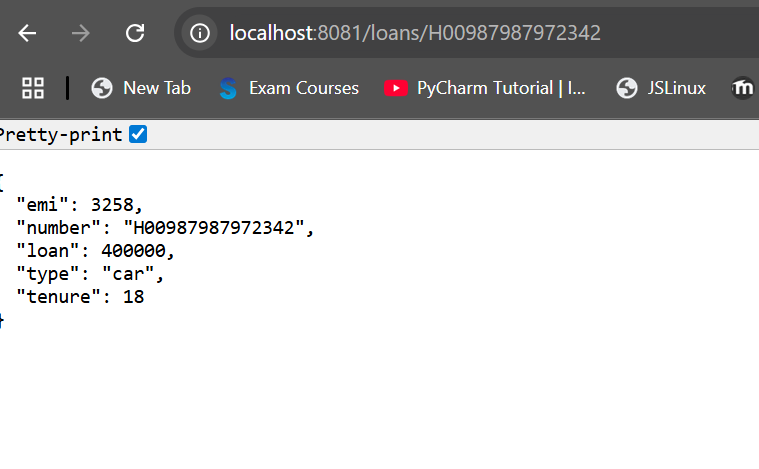 localhost:8081/loans/H00987987972342
New Tab Exam Courses PyCharm Tutorial | I... JSLinux
Pretty-print
{
"emi": 3258,
"number": "H00987987972342",
"loan": 400000,
"type": "car",
"tenure": 18
}